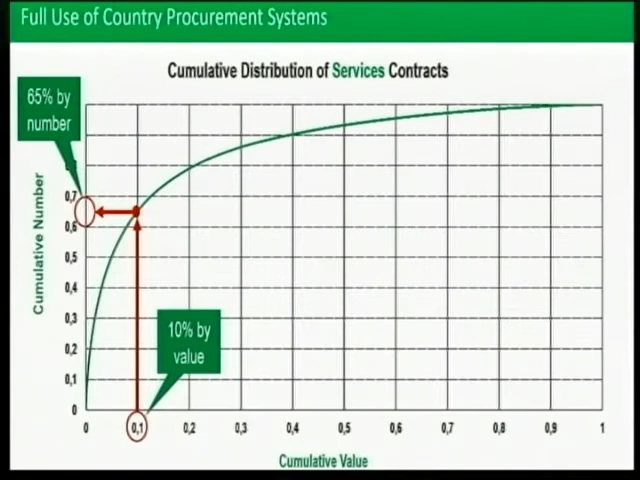 Full Use of Country Procurement Systems
Cumulative Distribution of Services Contracts
65% by
number
Cumulative Number
0,7
0,6
0,5
0,4
0,3
0,2
0,1
0
10% by
value
0 0,1 0,2 0,3 0,4 0,5 0,6 0,7 0,8 0,9 1
Cumulative Value